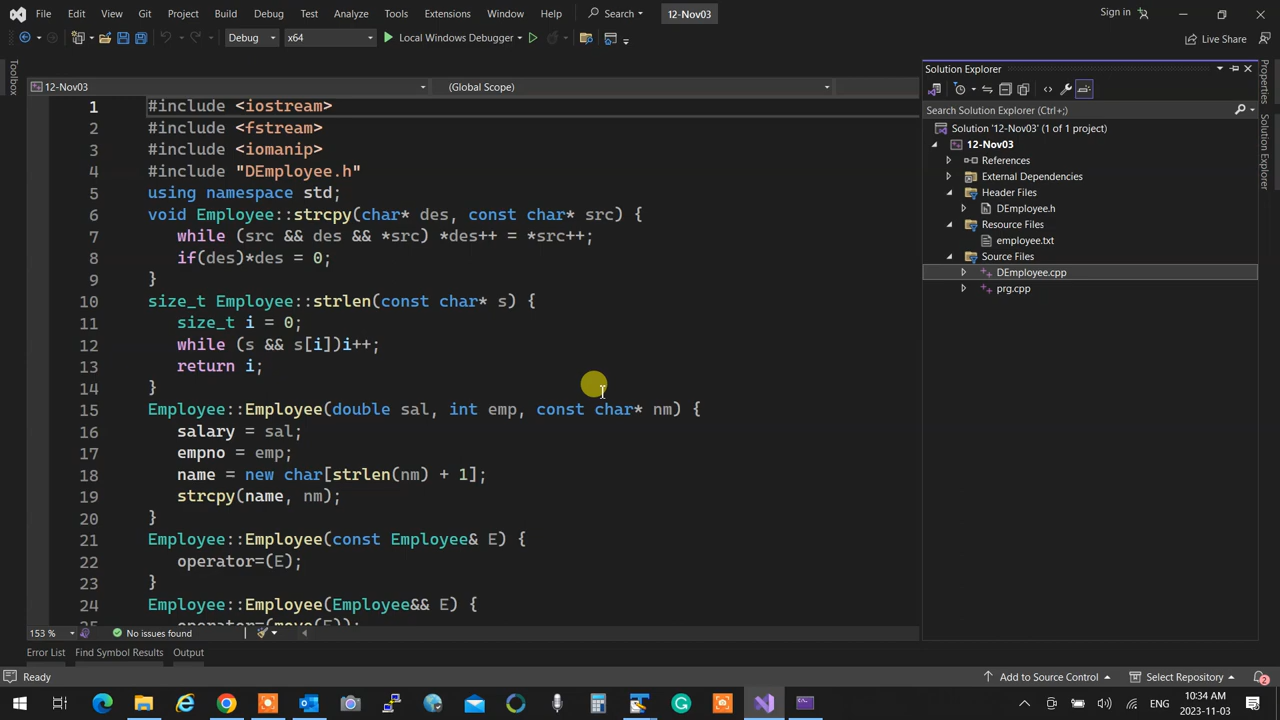 File Edit View Git Project Build Debug Test Analyze Tools Extensions Window Help Search 12-Nov03 Sign in
Debug x64 Local Windows Debugger Live Share
Toolbox
12-Nov03 (Global Scope)
1 #include <iostream>
2 #include <fstream>
3 #include <iomanip>
4 #include "DEmployee.h"
5 using namespace std;
6 void Employee::strcpy(char* des, const char* src) {
7 while (src && des && *src) *des++ = *src++;
8 if(des)*des = 0;
9 }
10 size_t Employee::strlen(const char* s) {
11 size_t i = 0;
12 while (s && s[i])i++;
13 return i;
14 }
15 Employee::Employee(double sal, int emp, const char* nm) {
16 salary = sal;
17 empno = emp;
18 name = new char[strlen(nm) + 1];
19 strcpy(name, nm);
20 }
21 Employee::Employee(const Employee& E) {
22 operator=(E);
23 }
24 Employee::Employee(Employee&& E) {
25 operator=(move(E));
153 % No issues found
Error List Find Symbol Results Output
Ready
Solution Explorer
Search Solution Explorer (Ctrl+;)
Solution '12-Nov03' (1 of 1 project)
12-Nov03
References
External Dependencies
Header Files
DEmployee.h
Resource Files
employee.txt
Source Files
DEmployee.cpp
prg.cpp
Properties
Solution Explorer
Add to Source Control Select Repository 2
ENG 10:34 AM
2023-11-03